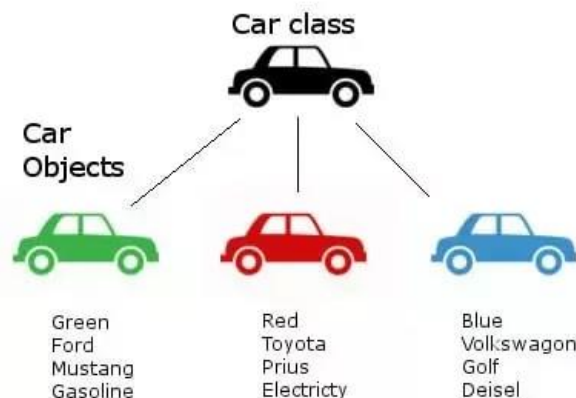 Car class
Car
Objects
Green
Ford
Mustang
Gasoline
Red
Toyota
Prius
Electricty
Blue
Volkswagon
Golf
Deisel